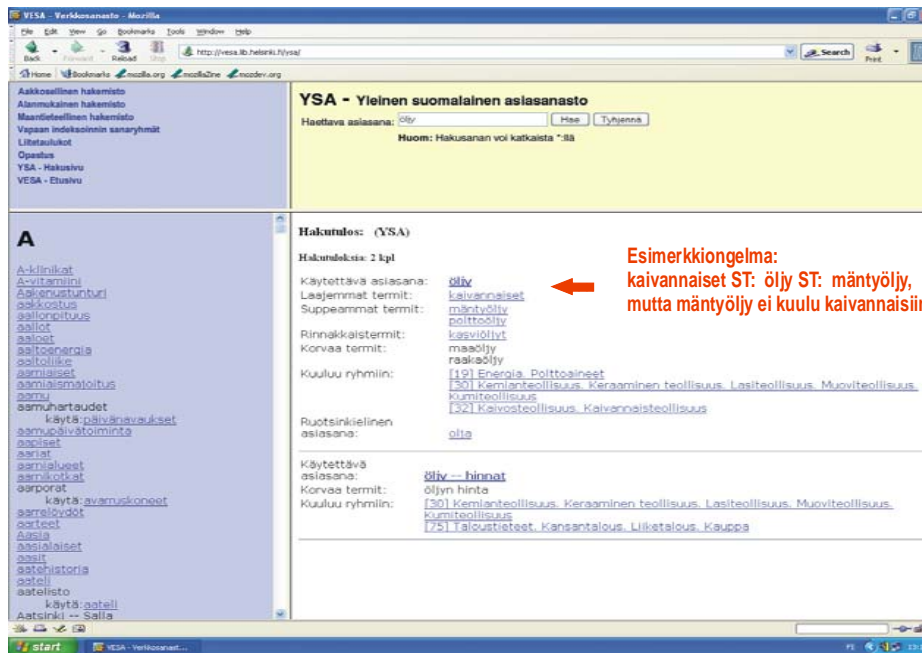 VESA - Verkkosanasto - Mozilla
File Edit View Go Bookmarks Tools Window Help
Back Forward Reload Stop http://vesa.lib.helsinki.fi/ysa/ Search Print
Home Bookmarks mozilla.org mozillaZine mozdev.org
Aakkosellinen hakemisto
Alanmukainen hakemisto
Maantieteellinen hakemisto
Vapaan indeksoinnin sanaryhmät
Liitetaulukot
Opastus
YSA - Hakusivu
VESA - Etusivu
YSA - Yleinen suomalainen asiasanasto
Haettava asiasana: öljy Hae Tyhjennä
Huom: Hakusanan voi katkaista *:llä
A
A-klinikat
A-vitamiini
Aakenustunturi
aakkostus
aallonpituus
aallot
aaloet
aaltoenergia
aaltoliike
aamiaiset
aamiaismajoitus
aamu
aamuhartaudet
käytä:päivänavaukset
aamupäivätoiminta
aapiset
aariat
aarnialueet
aarnikotkat
aarporat
käytä:avarruskoneet
aarrelöydöt
aarteet
Aasia
aasialaiset
aasit
aatehistoria
aateli
aatelisto
käytä:aateli
Aatsinki -- Salla
Hakutulos: (YSA)
Hakutuloksia: 2 kpl
Käytettävä asiasana: öljy
Laajemmat termit: kaivannaiset
Suppeammat termit: mäntyöljy
polttoöljy
Rinnakkaistermit: kasviöljyt
Korvaa termit: maaöljy
raakaöljy
Kuuluu ryhmiin: [19] Energia. Polttoaineet
[30] Kemianteollisuus. Keraaminen teollisuus. Lasiteollisuus. Muoviteollisuus.
Kumiteollisuus
[32] Kaivosteollisuus. Kaivannaisteollisuus
Ruotsinkielinen
asiasana: olja
Käytettävä
asiasana: öljy -- hinnat
Korvaa termit: öljyn hinta
Kuuluu ryhmiin: [30] Kemianteollisuus. Keraaminen teollisuus. Lasiteollisuus. Muoviteollisuus.
Kumiteollisuus
[75] Taloustieteet. Kansantalous. Liiketalous. Kauppa
Esimerkkiongelma:
kaivannaiset ST: öljy ST: mäntyöljy,
mutta mäntyöljy ei kuulu kaivannaisiin
start VESA - Verkkosanast... FI